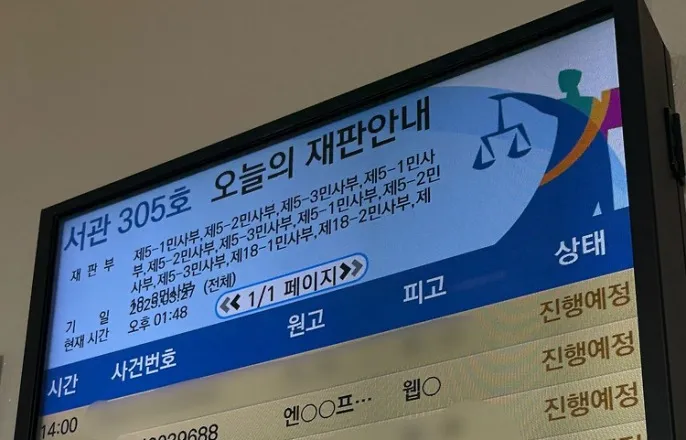 서관 305호 오늘의 재판안내
재 판 부 제5-1민사부,제5-2민사부,제5-3민사부,제5-1민사
부,제5-2민사부,제5-3민사부,제5-1민사부,제5-2민
사부,제5-3민사부,제18-1민사부,제18-2민사부,제
기 일 2025.03.27 (전체)
현재 시간 오후 01:48
1/1 페이지
시간 사건번호 원고 피고 상태
14:00 진행예정
진행예정
39688 엔○○프… 웹○ 진행예정